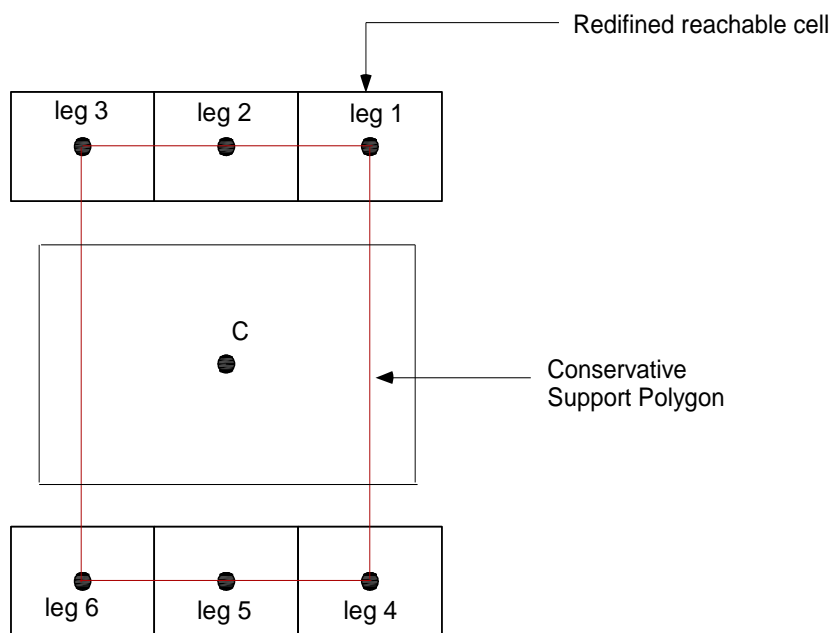 Redifined reachable cell
leg 3
leg 2
leg 1
C
Conservative
Support Polygon
leg 6
leg 5
leg 4